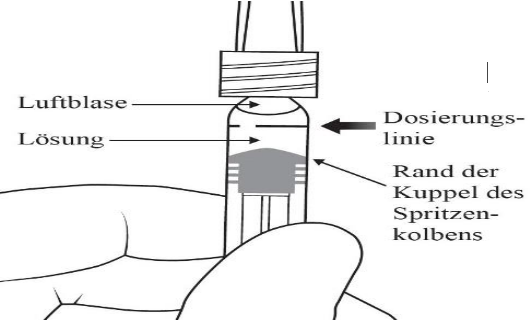 Luftblase
Lösung
Dosierungs-
linie
Rand der
Kuppel des
Spritzen-
kolbens